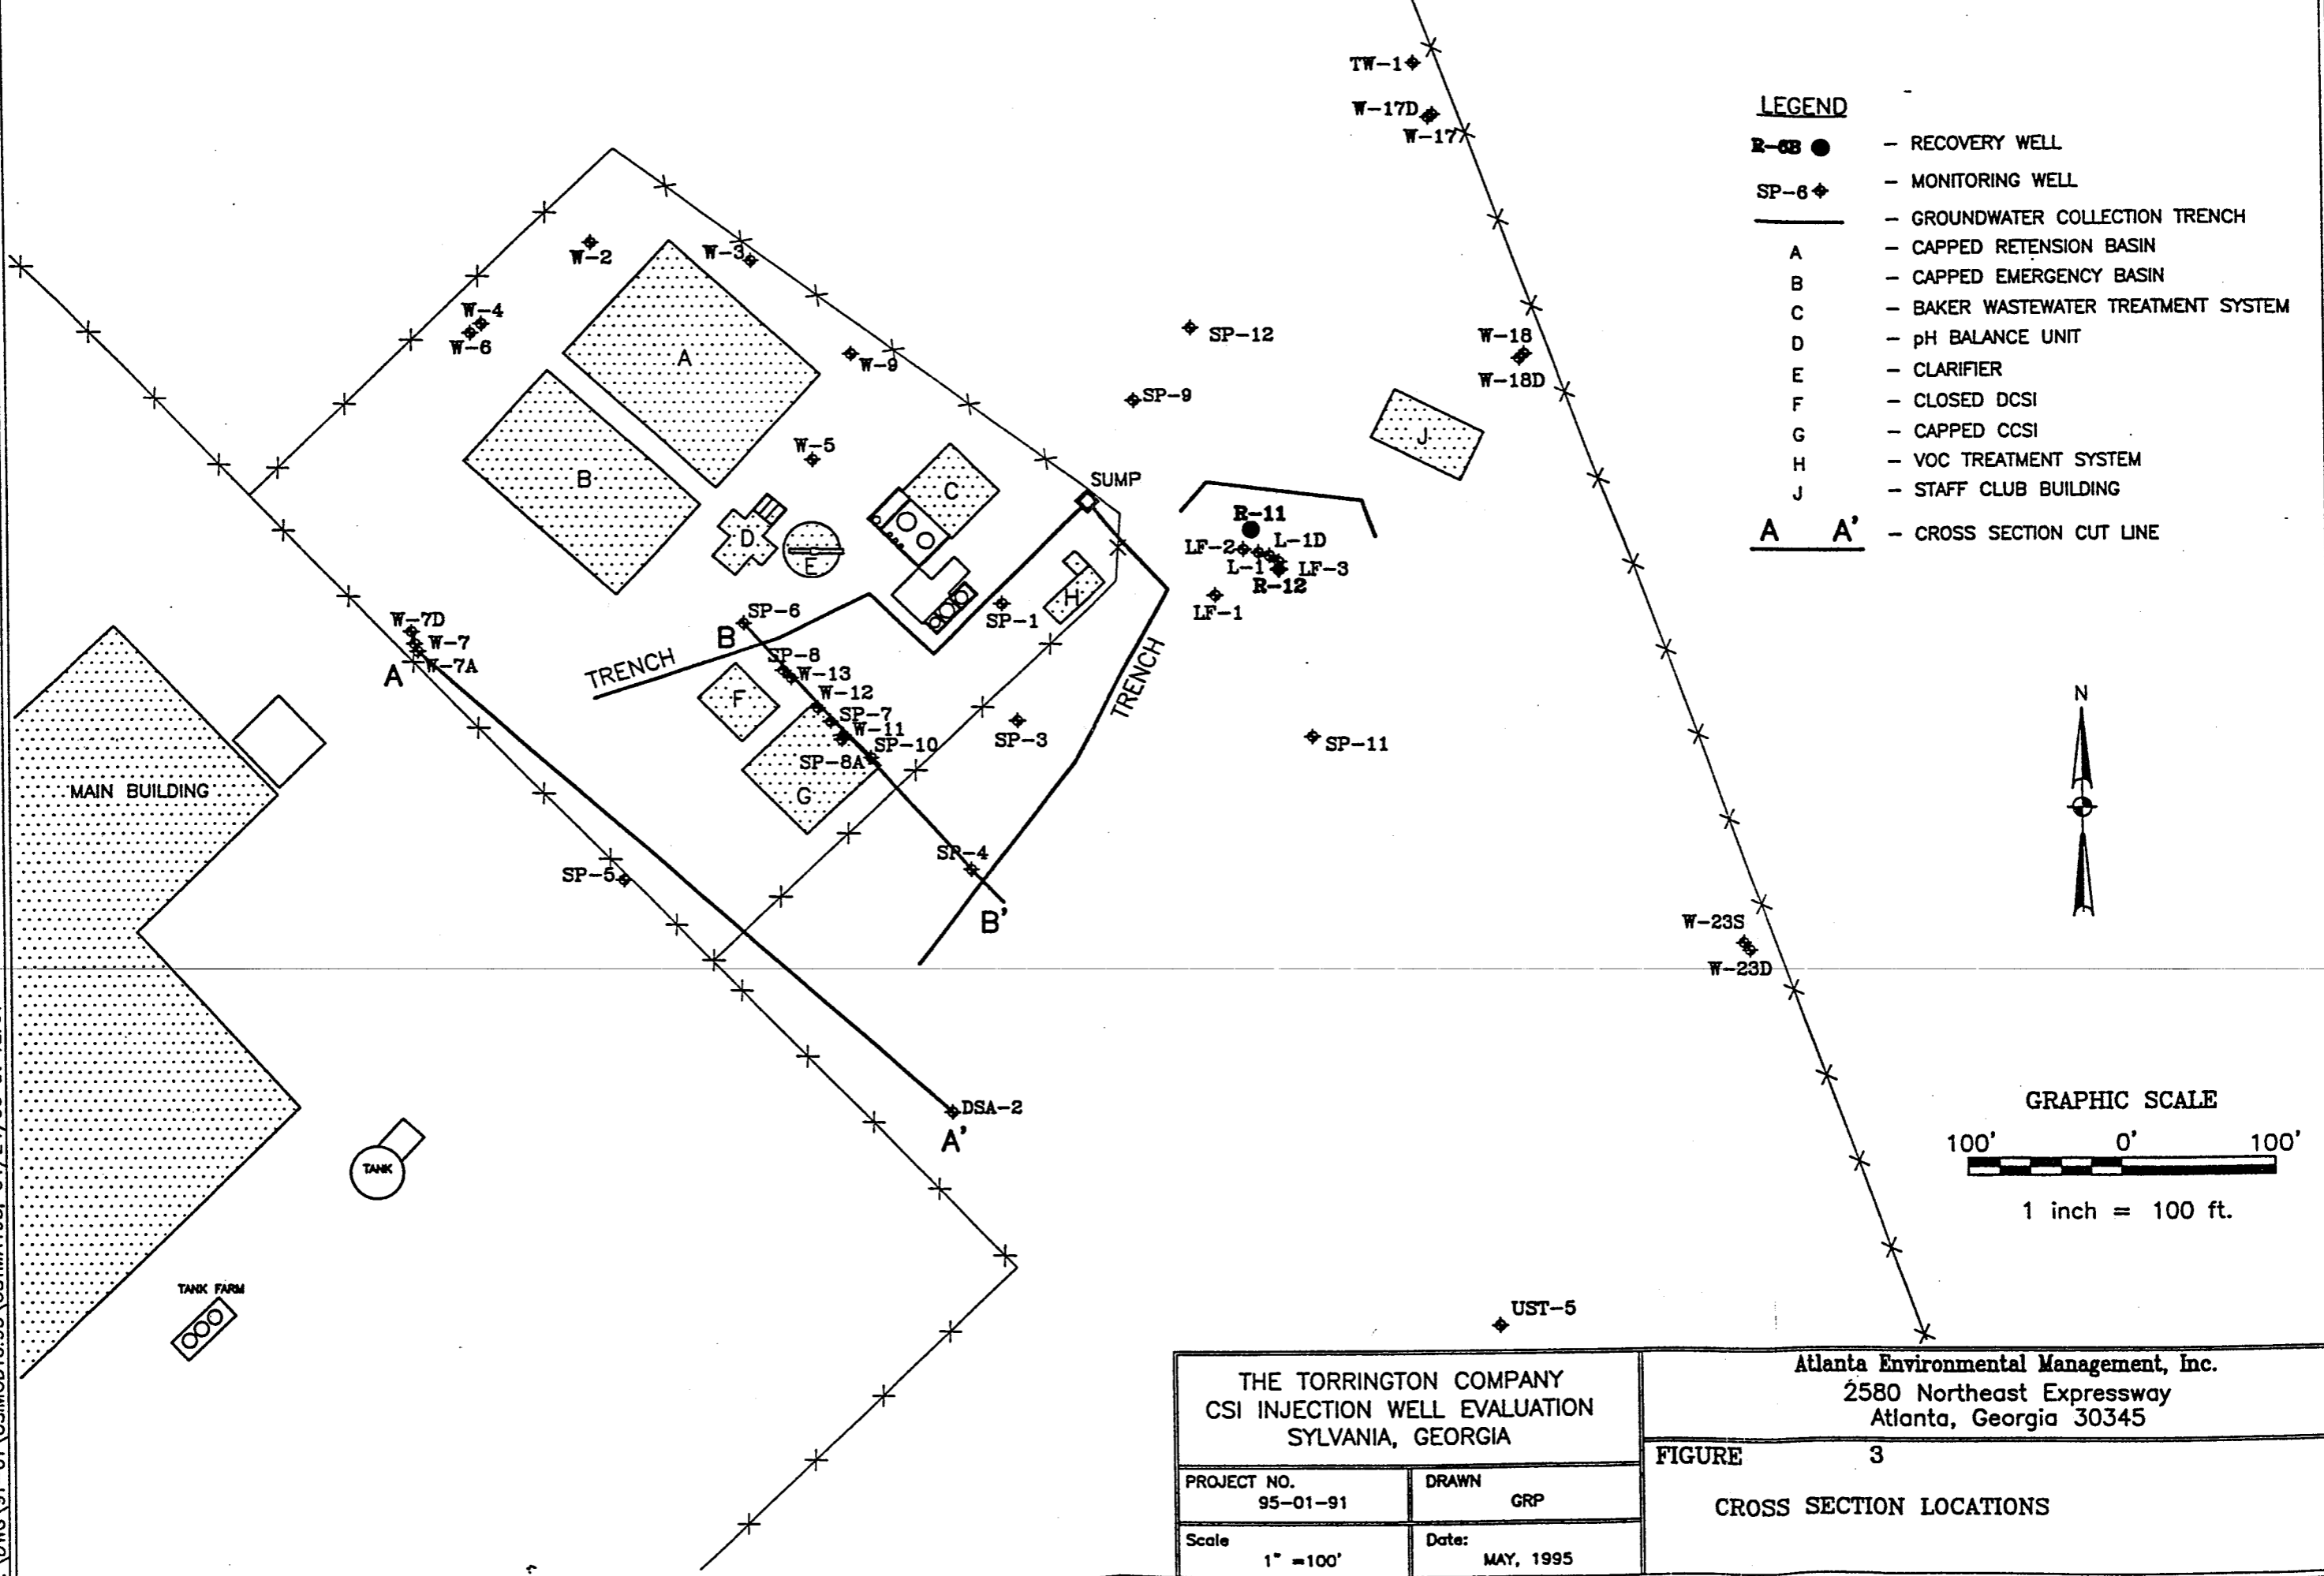 TW-1
W-17D
W-17
LEGEND
R-6B - RECOVERY WELL
SP-6 - MONITORING WELL
- GROUNDWATER COLLECTION TRENCH
A - CAPPED RETENSION BASIN
B - CAPPED EMERGENCY BASIN
C - BAKER WASTEWATER TREATMENT SYSTEM
D - pH BALANCE UNIT
E - CLARIFIER
F - CLOSED DCSI
G - CAPPED CCSI
H - VOC TREATMENT SYSTEM
J - STAFF CLUB BUILDING
A A' - CROSS SECTION CUT LINE
W-2
W-3
W-4
W-6
A
W-9
SP-12
SP-9
W-18
W-18D
J
B
W-5
C
SUMP
D
E
R-11
LF-2
L-1D
L-1
LF-3
R-12
LF-1
H
SP-1
SP-6
B
W-7D
W-7
W-7A
A
TRENCH
TRENCH
SP-8
W-13
F
W-12
SP-7
W-11
SP-10
SP-8A
G
SP-3
SP-11
N
MAIN BUILDING
SP-5
SP-4
B'
W-23S
W-23D
DSA-2
A'
TANK
TANK FARM
GRAPHIC SCALE
100' 0' 100'
1 inch = 100 ft.
UST-5
THE TORRINGTON COMPANY
CSI INJECTION WELL EVALUATION
SYLVANIA, GEORGIA
PROJECT NO.
95-01-91
DRAWN
GRP
Scale
1" =100'
Date:
MAY, 1995
Atlanta Environmental Management, Inc.
2580 Northeast Expressway
Atlanta, Georgia 30345
FIGURE 3
CROSS SECTION LOCATIONS